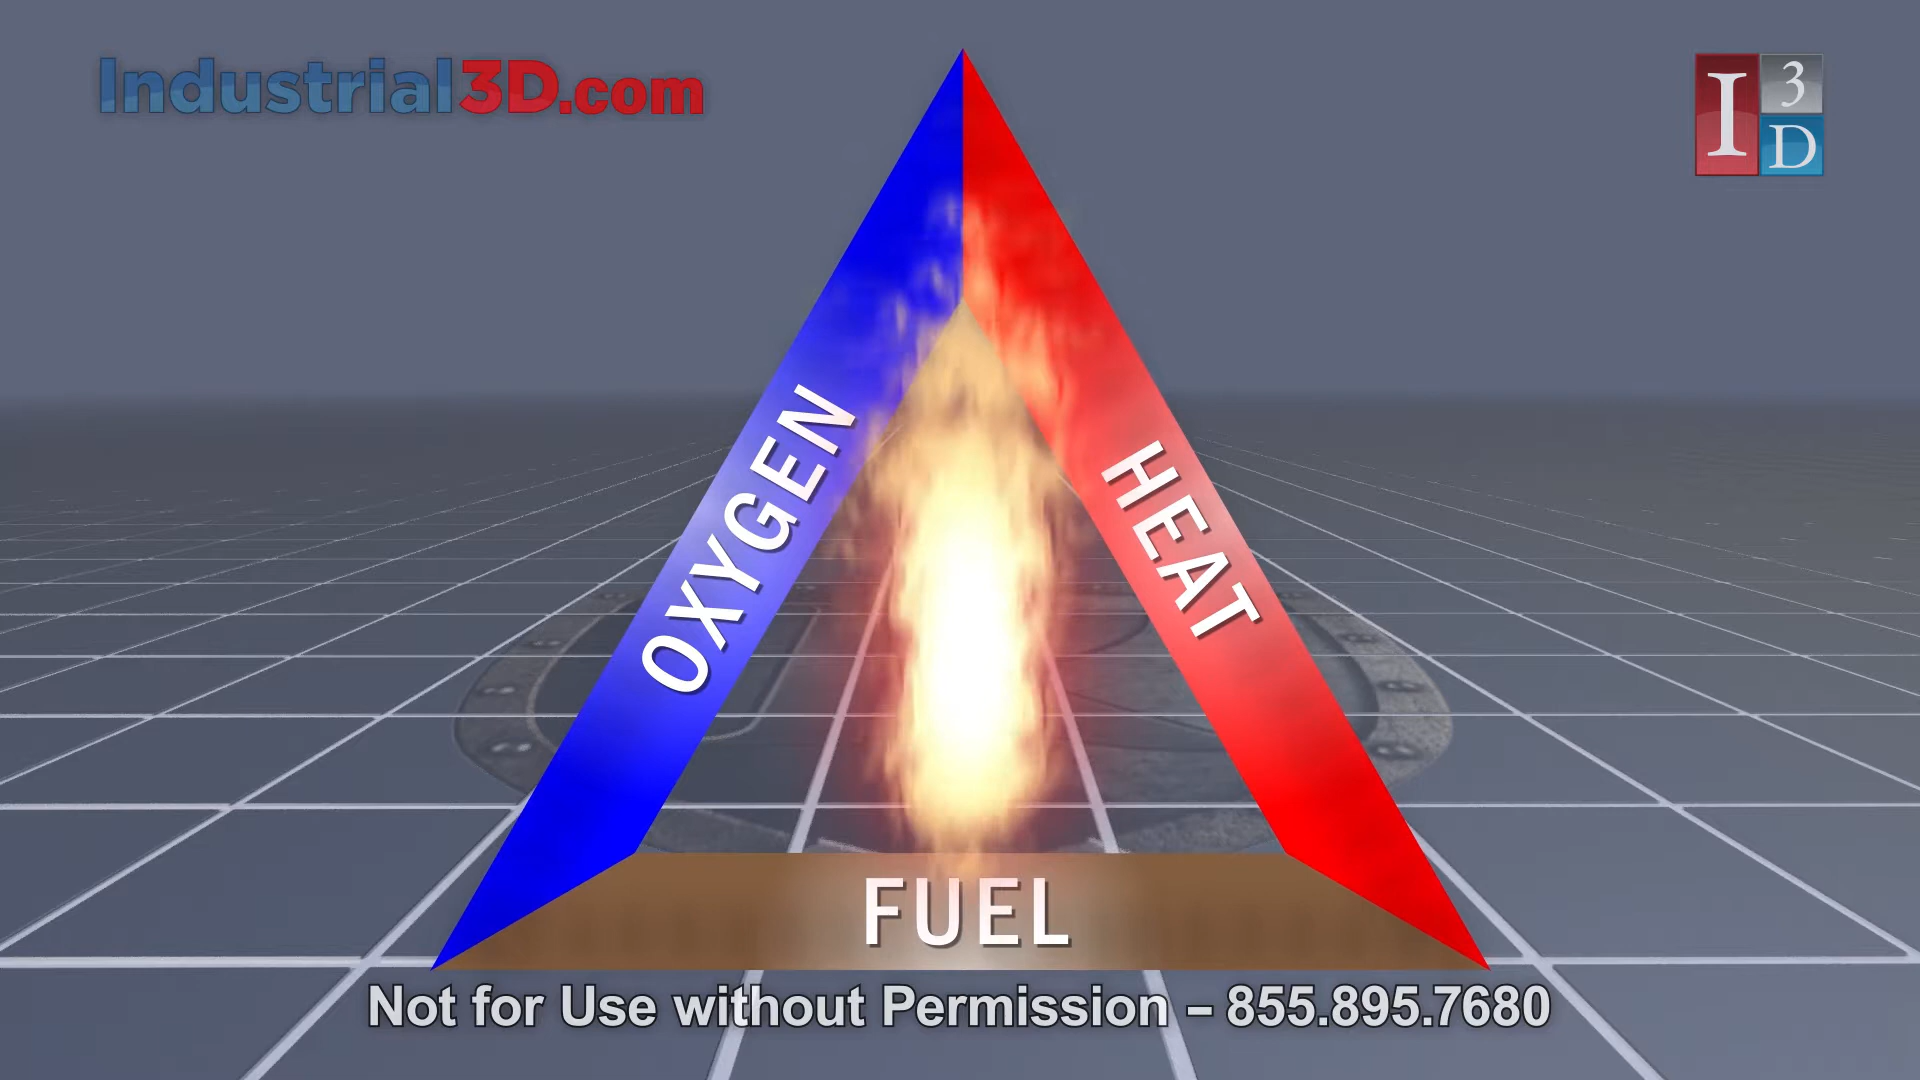 Industrial3D.com
I
3
D
OXYGEN
HEAT
FUEL
Not for Use without Permission – 855.895.7680